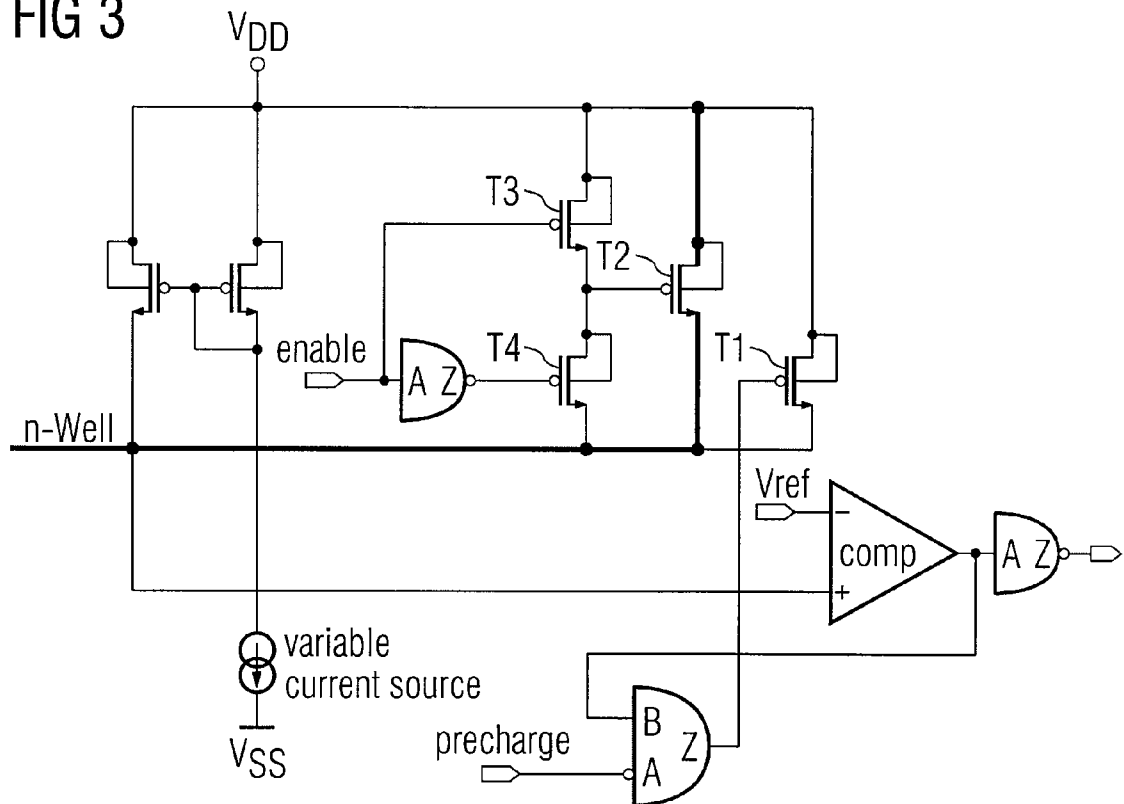 FIG 3
VDD
T3
T2
enable
A Z
T4
T1
n-Well
Vref
−
comp
+
A Z
variable
current source
VSS
precharge
B
Z
A